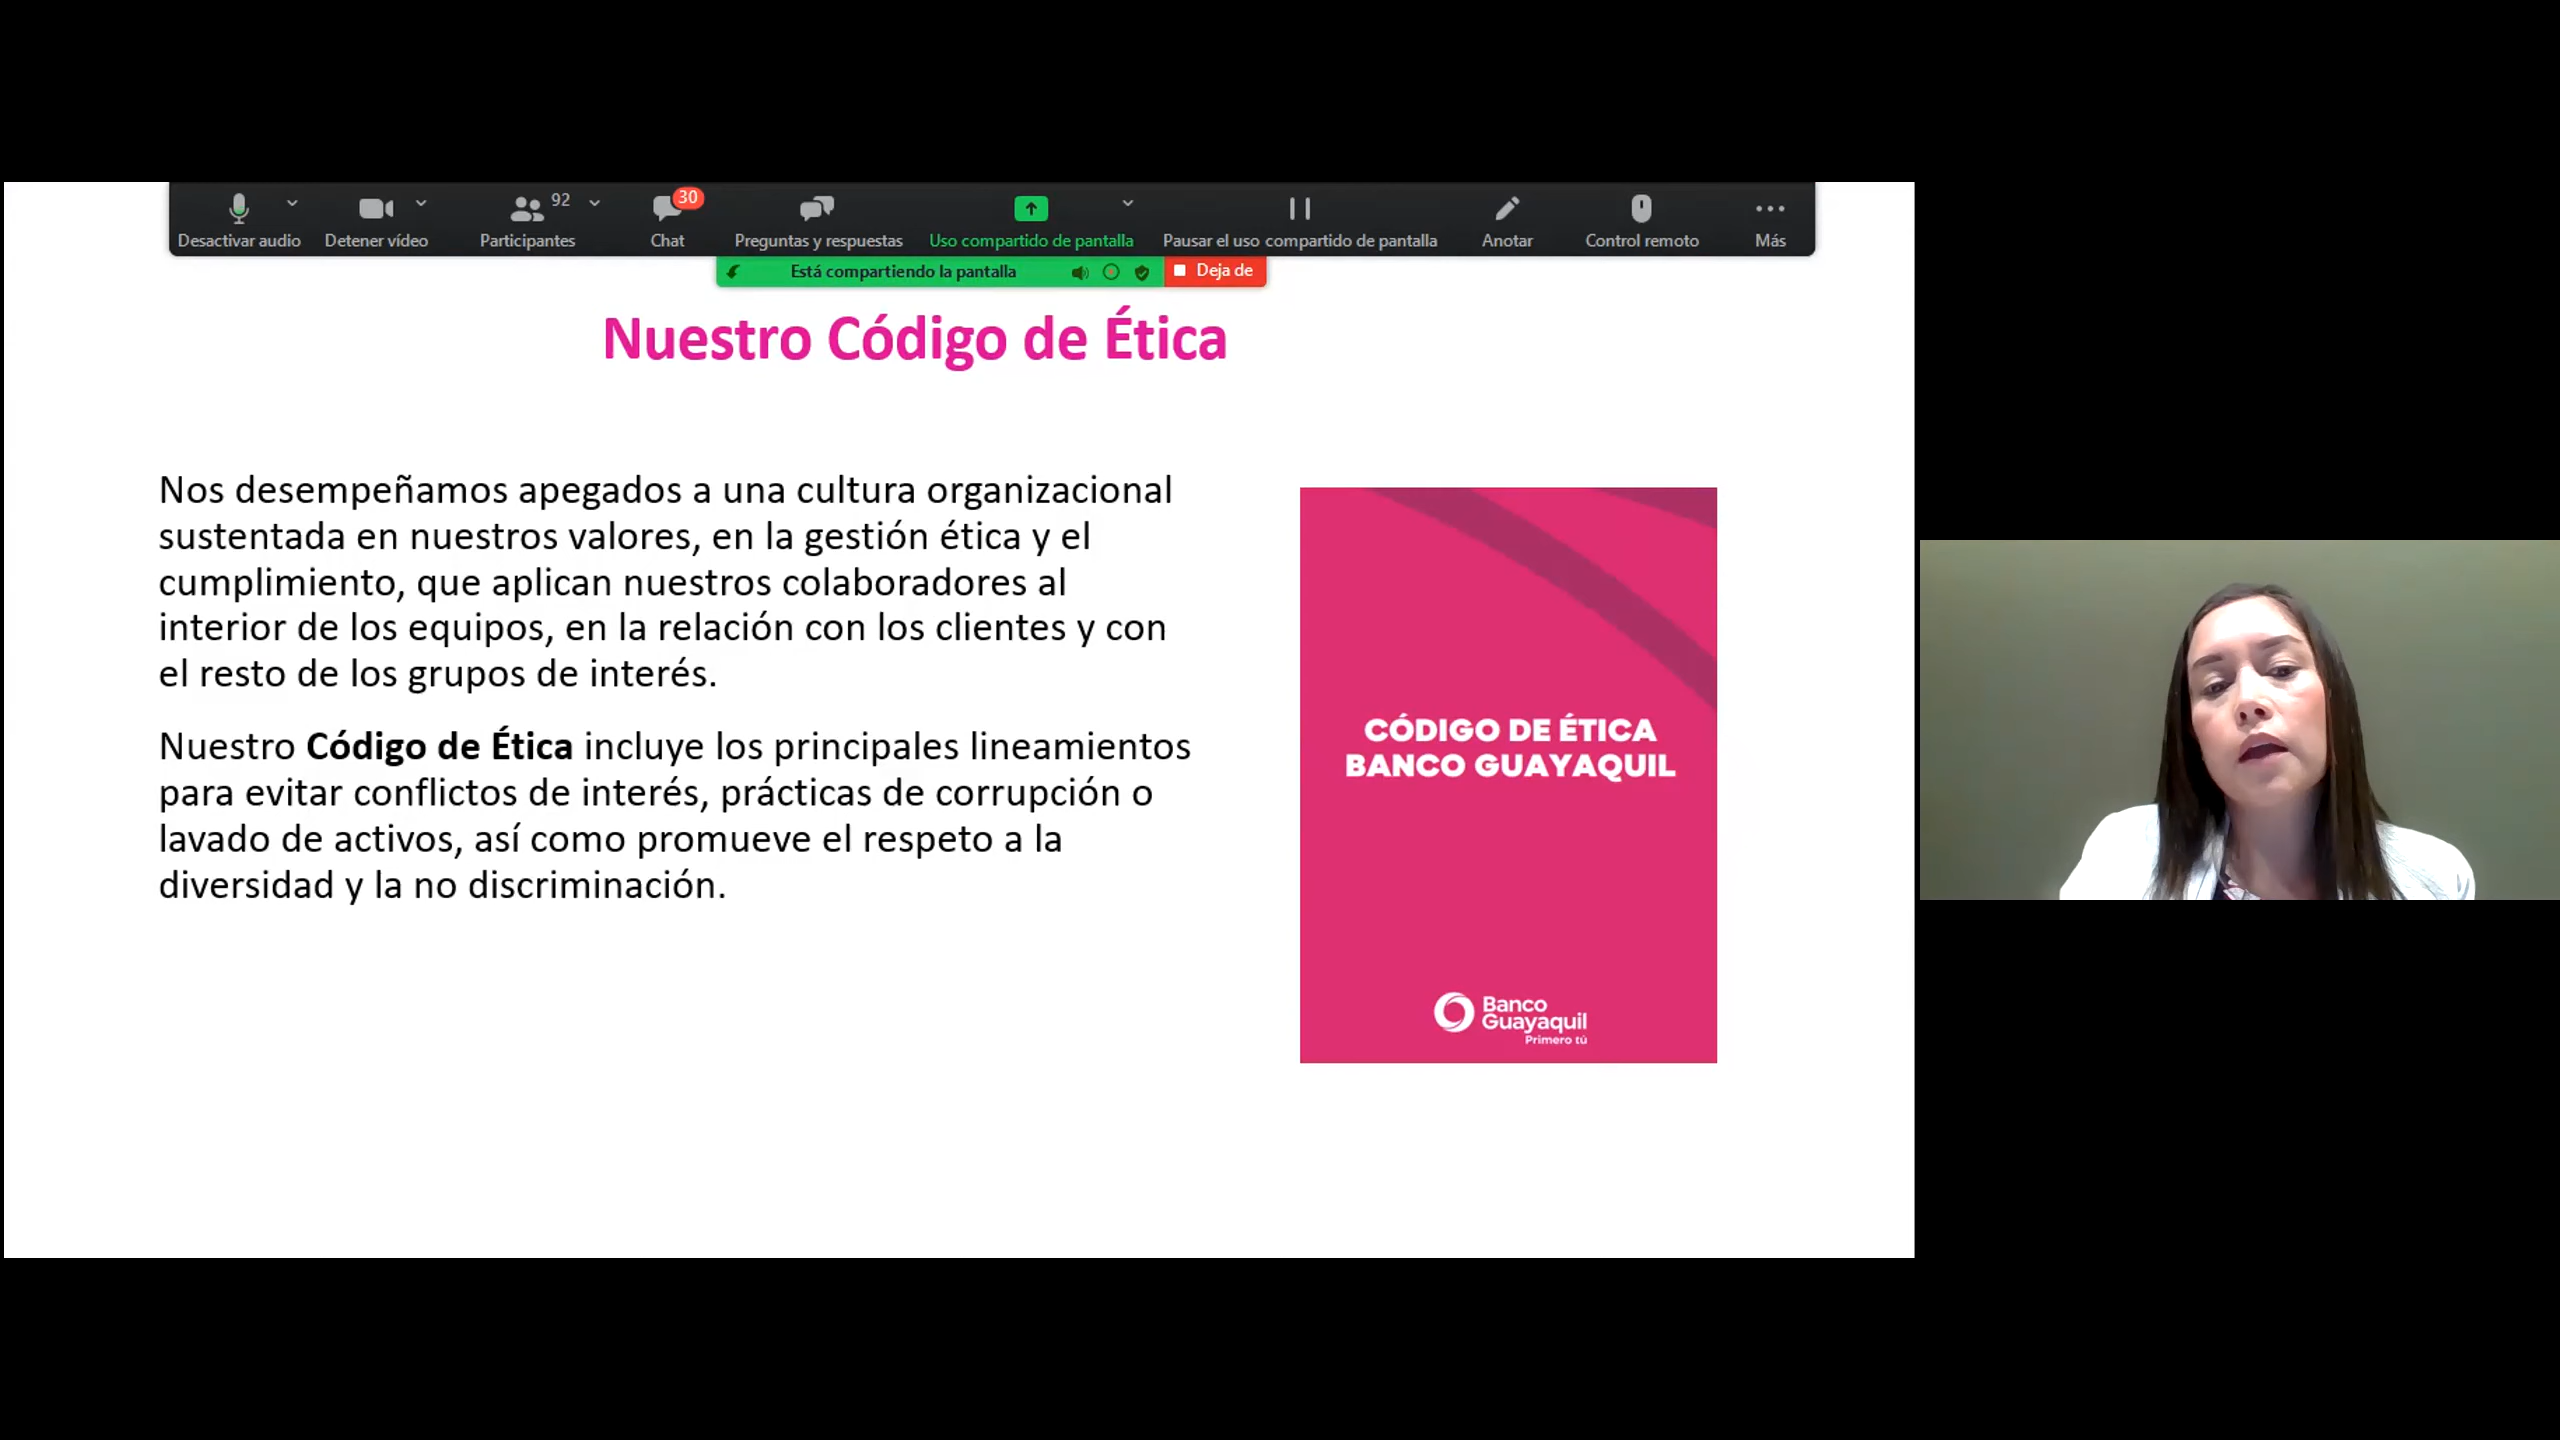 Desactivar audio
Detener vídeo
92
Participantes
30
Chat
Preguntas y respuestas
Uso compartido de pantalla
Pausar el uso compartido de pantalla
Anotar
Control remoto
Más
Está compartiendo la pantalla
Deja de
Nuestro Código de Ética
Nos desempeñamos apegados a una cultura organizacional
sustentada en nuestros valores, en la gestión ética y el
cumplimiento, que aplican nuestros colaboradores al
interior de los equipos, en la relación con los clientes y con
el resto de los grupos de interés.
Nuestro Código de Ética incluye los principales lineamientos
para evitar conflictos de interés, prácticas de corrupción o
lavado de activos, así como promueve el respeto a la
diversidad y la no discriminación.
CÓDIGO DE ÉTICA
BANCO GUAYAQUIL
Banco
Guayaquil
Primero tú